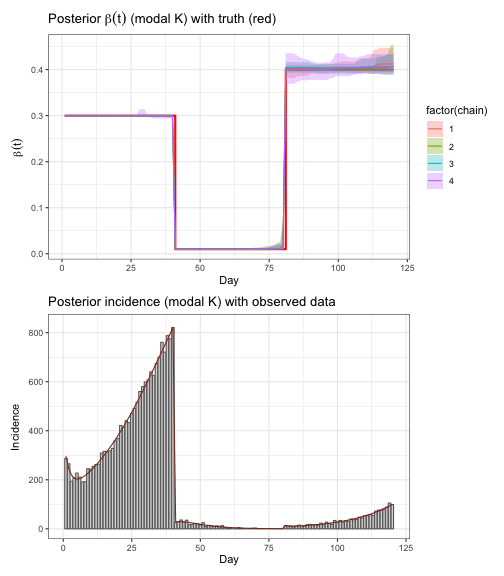 Posterior β(t) (modal K) with truth (red)
β(t)
0.4
0.3
0.2
0.1
0.0
0 25 50 75 100 125
Day
factor(chain)
1
2
3
4
Posterior incidence (modal K) with observed data
Incidence
800
600
400
200
0
0 25 50 75 100 125
Day